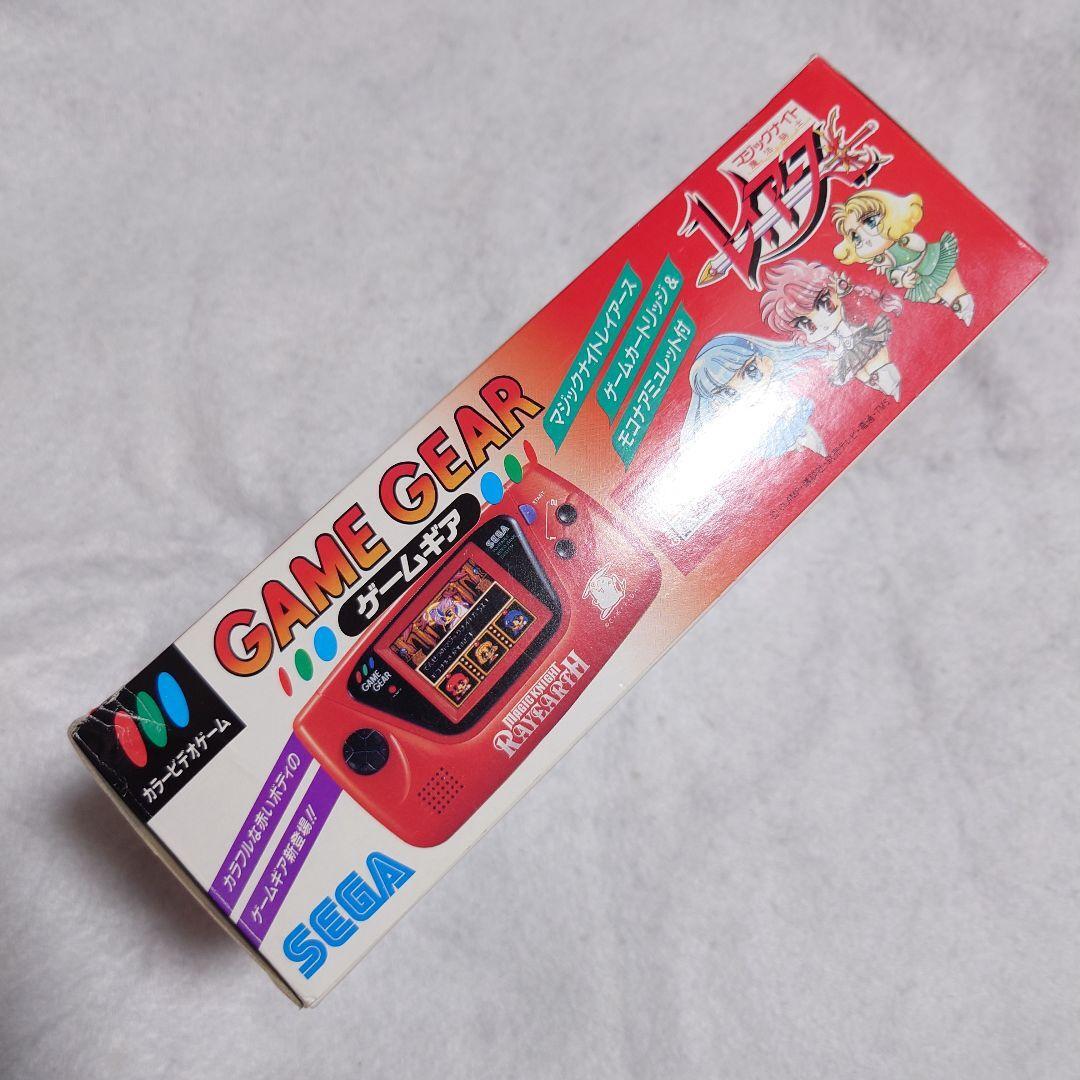 カラービデオゲーム
GAME GEAR
ゲームギア
カラフルな赤いボディの
ゲームギア新登場!!
SEGA
マジックナイトレイアース
ゲームカートリッジ&
モコナアミュレット付
マジックナイト
レイアース
SEGA
START
2
1
GAME GEAR
MAGIC KNIGHT
RAYEARTH